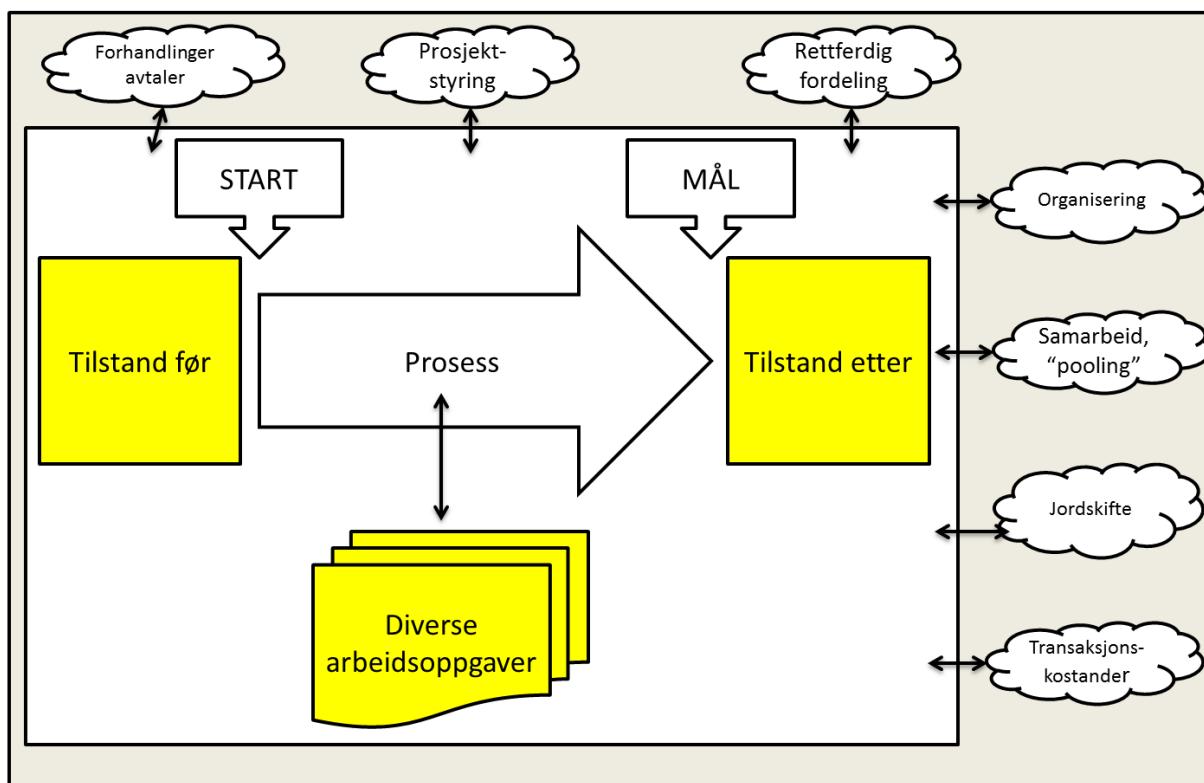 Forhandlinger
avtaler
Prosjekt-
styring
Rettferdig
fordeling
START
MÅL
Organisering
Tilstand før
Prosess
Tilstand etter
Samarbeid,
“pooling”
Jordskifte
Diverse
arbeidsoppgaver
Transaksjons-
kostander